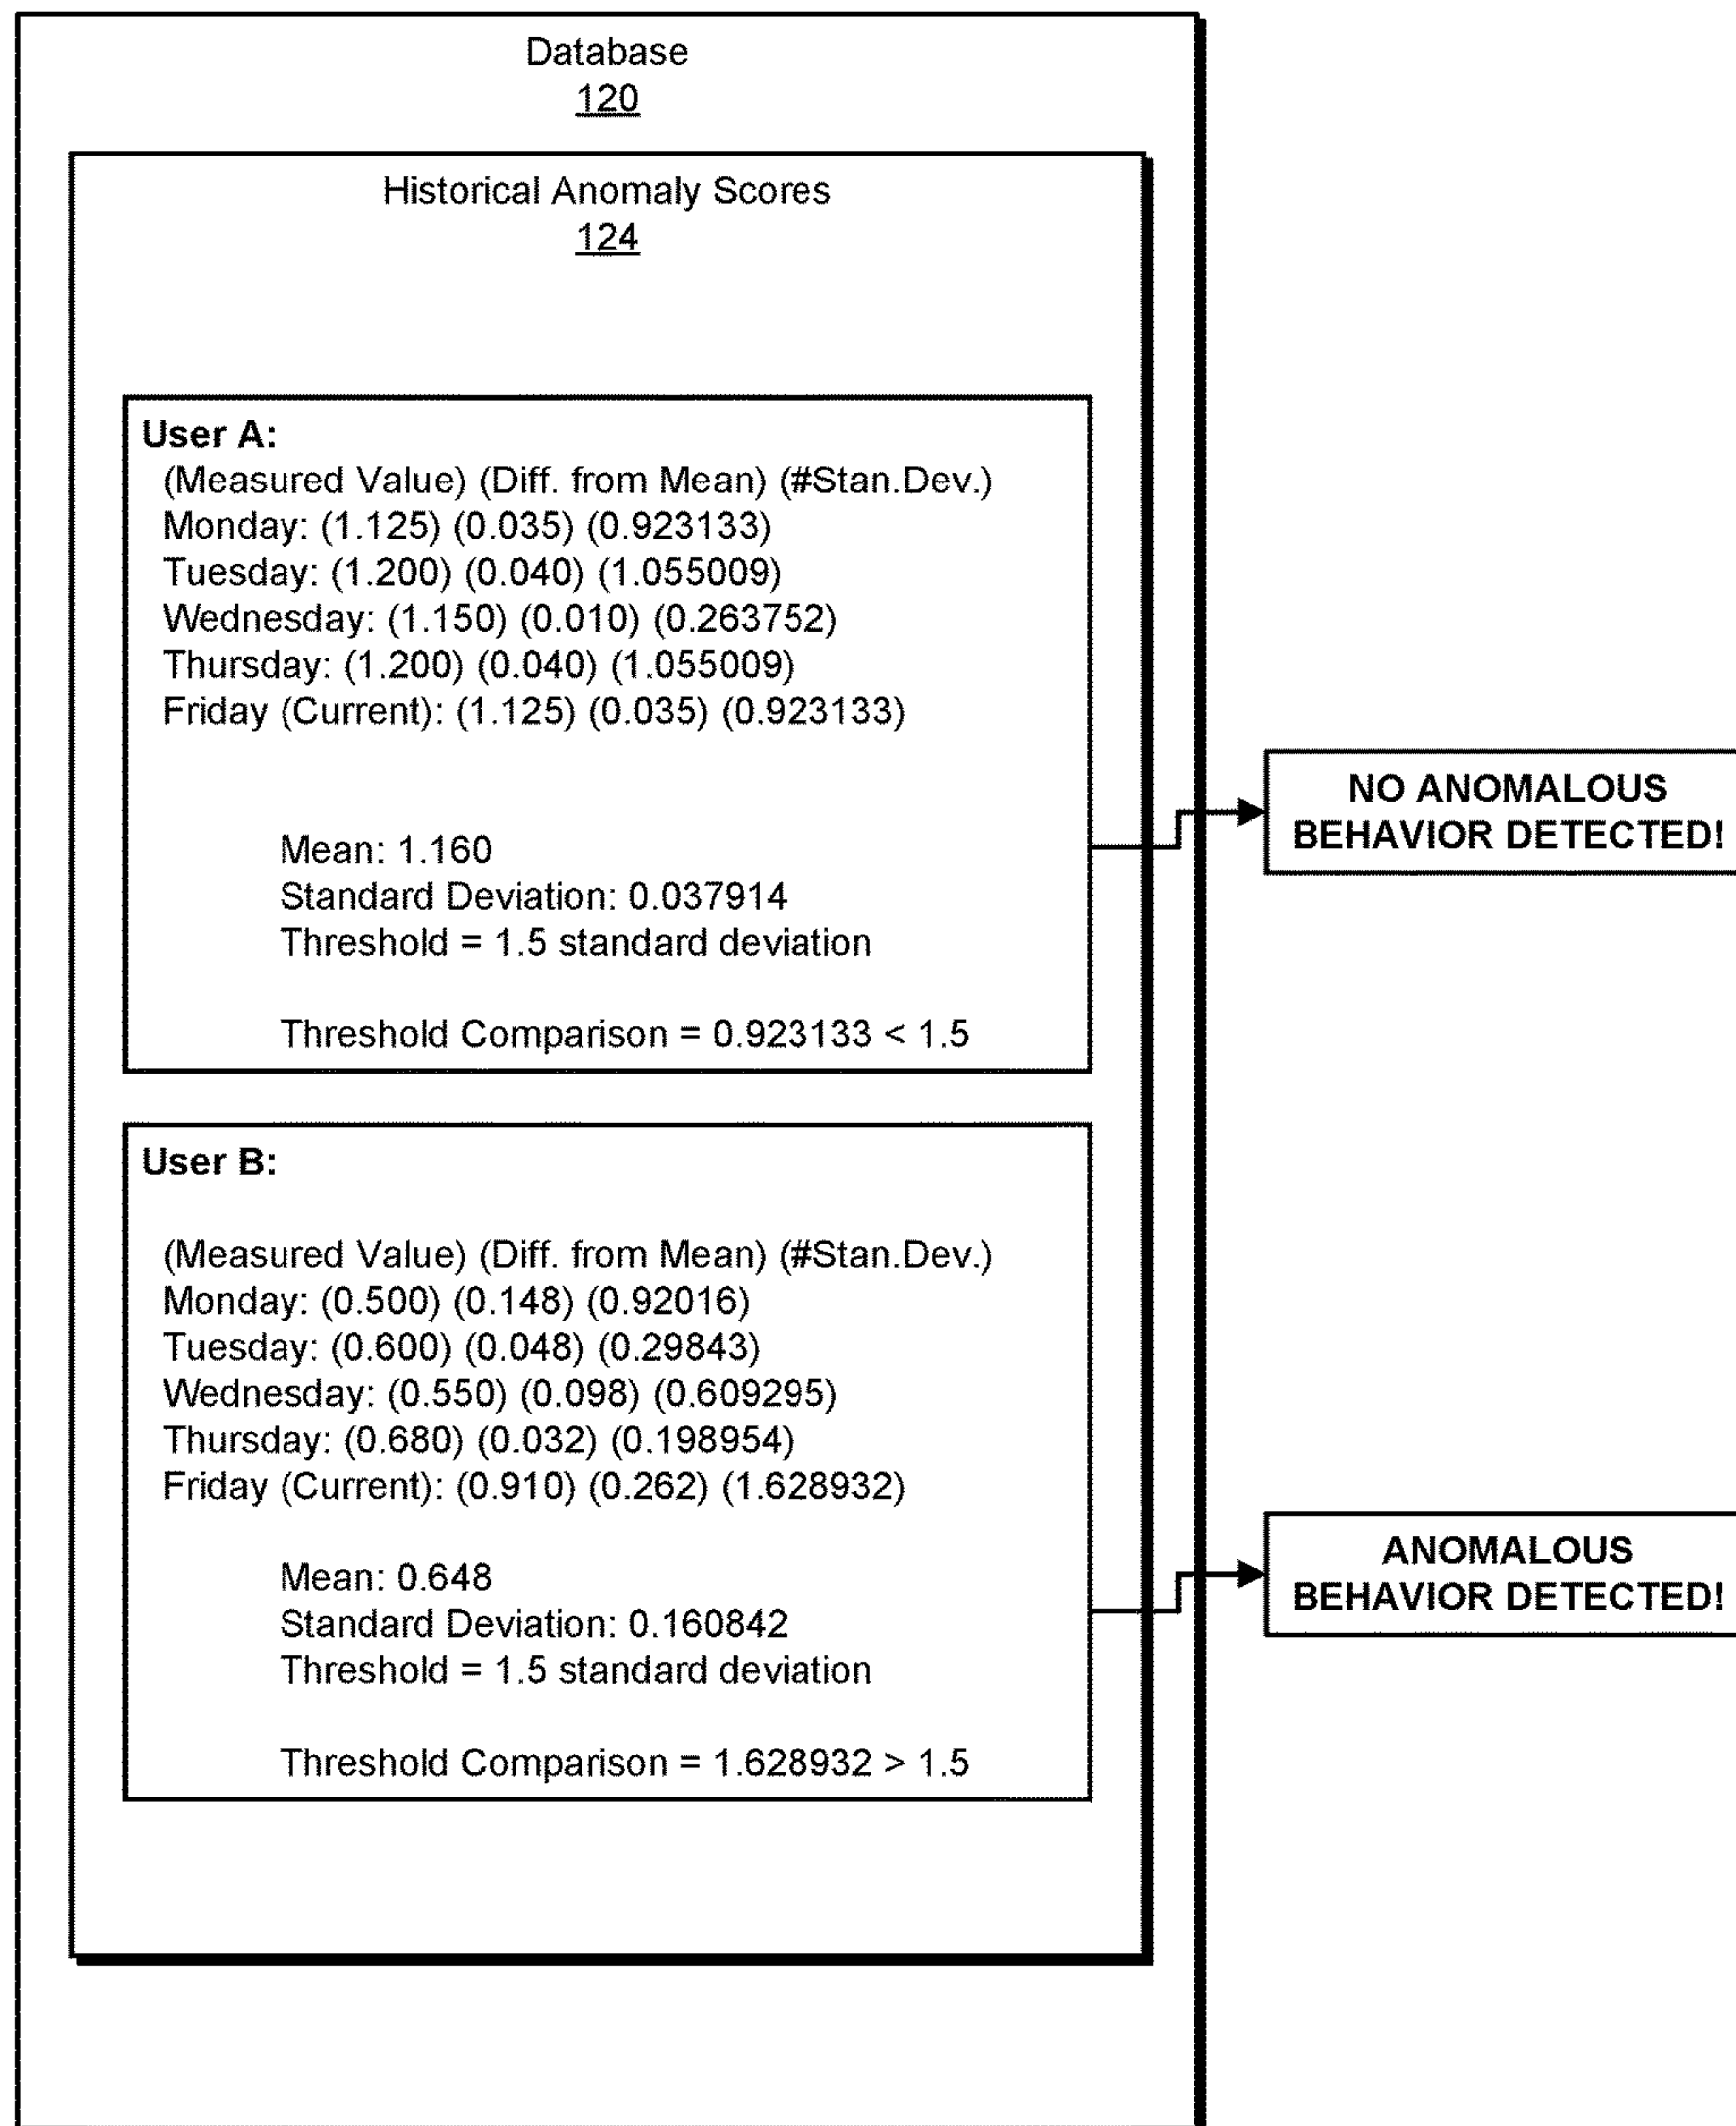 Database
120
Historical Anomaly Scores
124
User A:
(Measured Value) (Diff. from Mean) (#Stan.Dev.)
Monday: (1.125) (0.035) (0.923133)
Tuesday: (1.200) (0.040) (1.055009)
Wednesday: (1.150) (0.010) (0.263752)
Thursday: (1.200) (0.040) (1.055009)
Friday (Current): (1.125) (0.035) (0.923133)
Mean: 1.160
Standard Deviation: 0.037914
Threshold = 1.5 standard deviation
Threshold Comparison = 0.923133 < 1.5
NO ANOMALOUS
BEHAVIOR DETECTED!
User B:
(Measured Value) (Diff. from Mean) (#Stan.Dev.)
Monday: (0.500) (0.148) (0.92016)
Tuesday: (0.600) (0.048) (0.29843)
Wednesday: (0.550) (0.098) (0.609295)
Thursday: (0.680) (0.032) (0.198954)
Friday (Current): (0.910) (0.262) (1.628932)
Mean: 0.648
Standard Deviation: 0.160842
Threshold = 1.5 standard deviation
Threshold Comparison = 1.628932 > 1.5
ANOMALOUS
BEHAVIOR DETECTED!